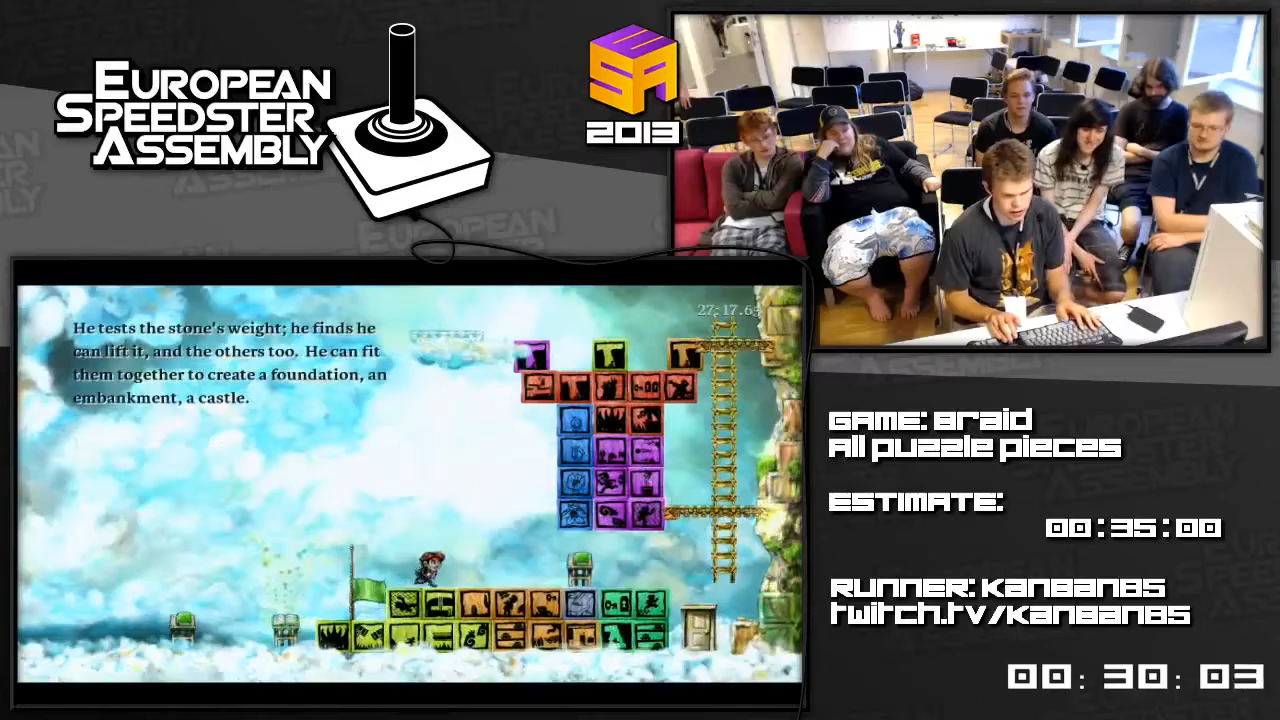 EUROPEAN
SPEEDSTER
ASSEMBLY
ESA
2013
27:17.6
He tests the stone's weight; he finds he
can lift it, and the others too. He can fit
them together to create a foundation, an
embankment, a castle.
GAME: Braid
All puzzle pieces
ESTIMATE:
00:35:00
RUNNER: Kanban85
twitch.tv/Kanban85
00:30:03